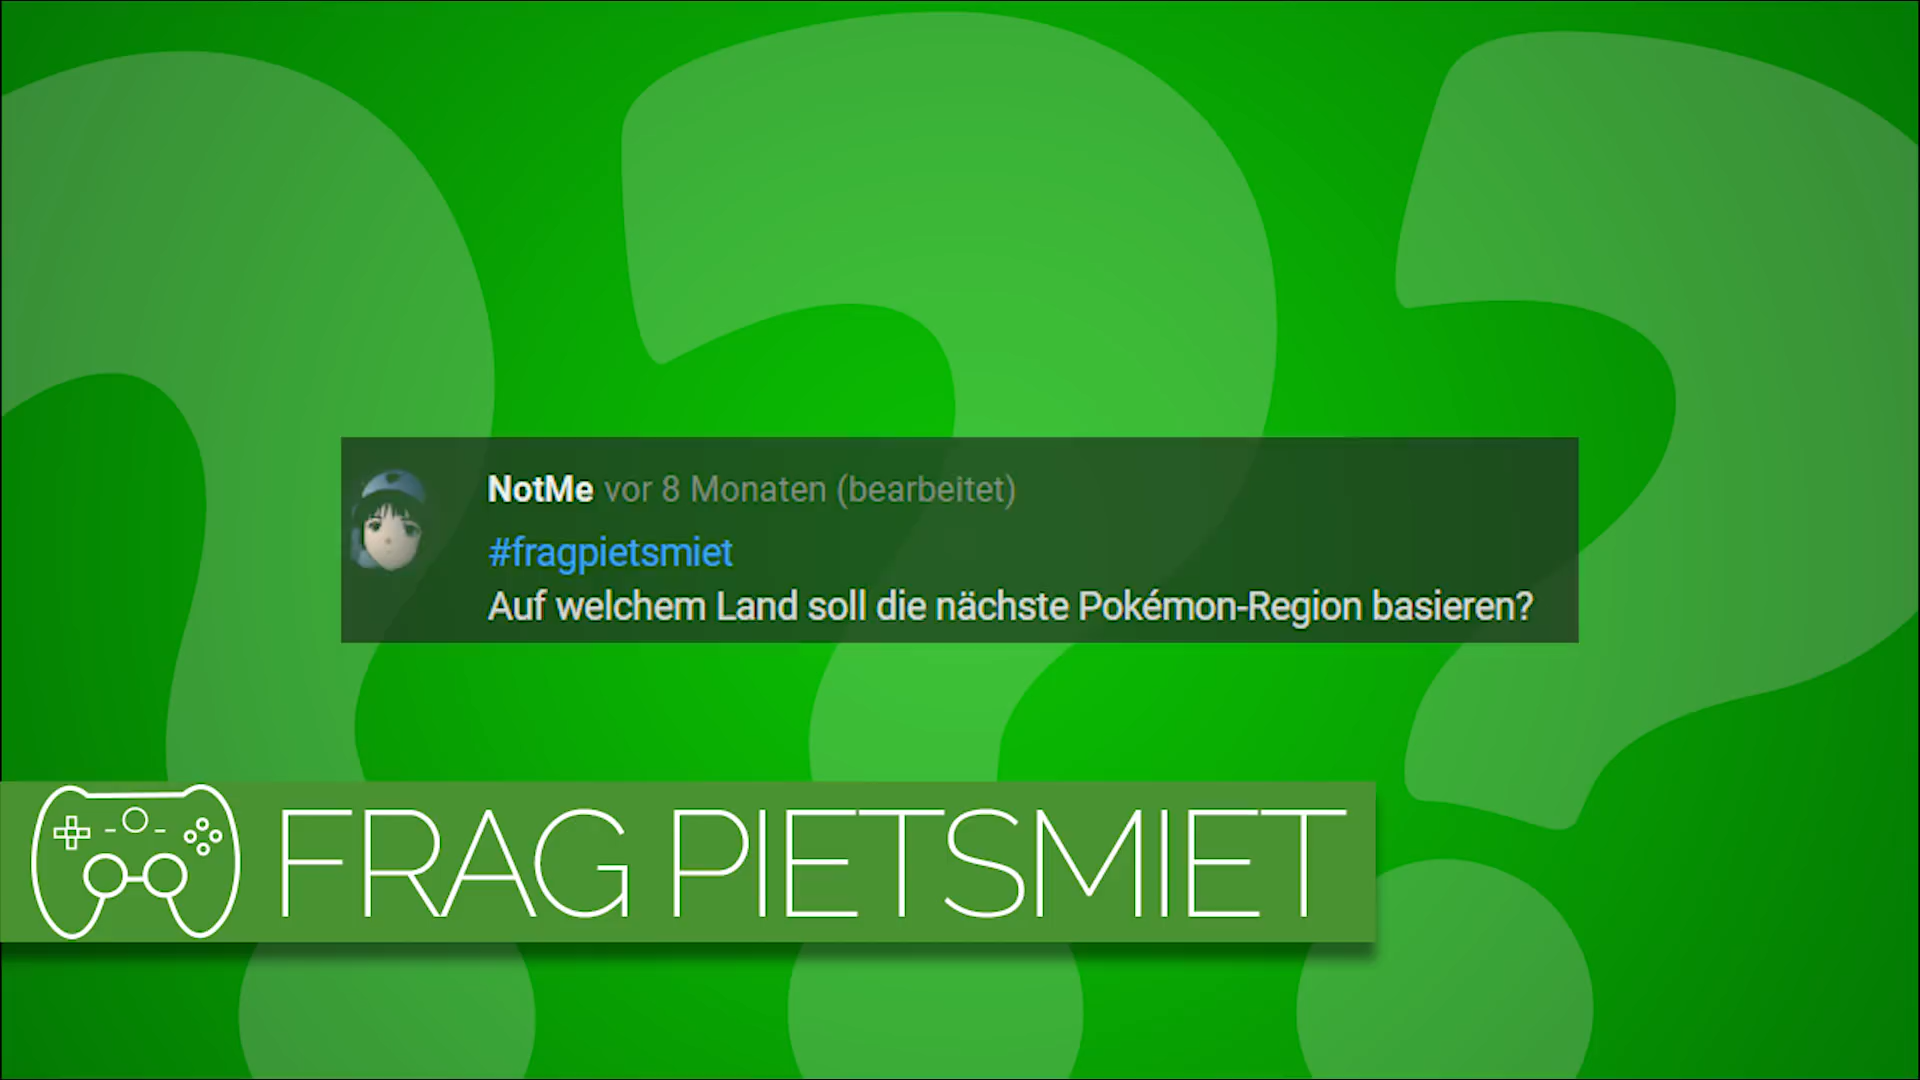 NotMe vor 8 Monaten (bearbeitet)
#fragpietsmiet
Auf welchem Land soll die nächste Pokémon-Region basieren?
FRAG PIETSMIET